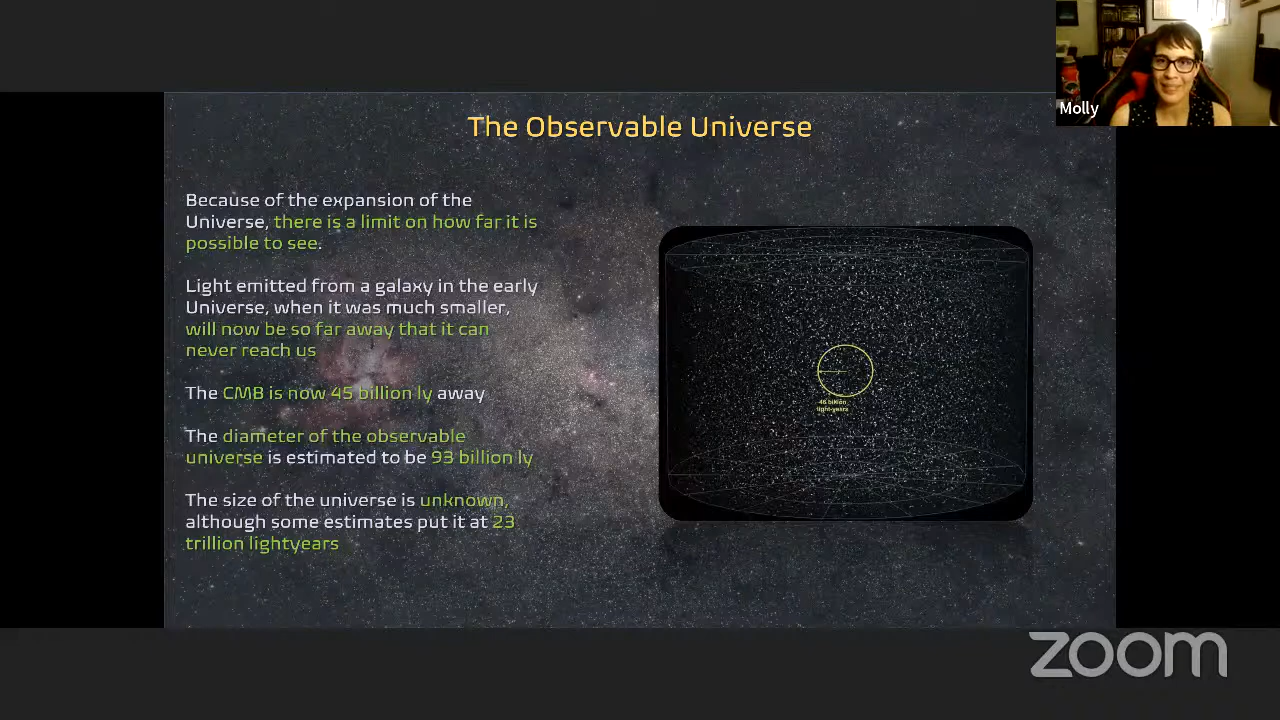 The Observable Universe
Molly
Because of the expansion of the
Universe, there is a limit on how far it is
possible to see.
Light emitted from a galaxy in the early
Universe, when it was much smaller,
will now be so far away that it can
never reach us
The CMB is now 45 billion ly away
The diameter of the observable
universe is estimated to be 93 billion ly
The size of the universe is unknown,
although some estimates put it at 23
trillion lightyears
46 billion
light-years
zoom